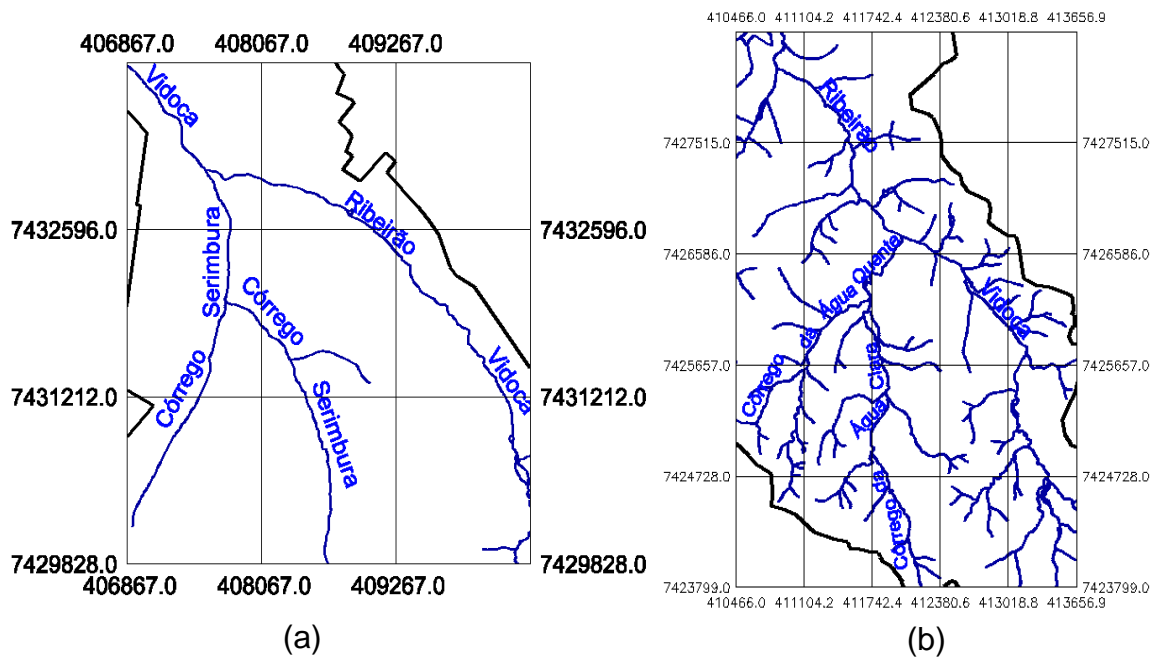 406867.0 408067.0 409267.0
Vidoca
Ribeirão
7432596.0 7432596.0
Serimbura
Córrego
Vidoca
Córrego
Serimbura
7431212.0 7431212.0
7429828.0 7429828.0
406867.0 408067.0 409267.0
(a)
410466.0 411104.2 411742.4 412380.6 413018.8 413656.9
Ribeirão
7427515.0 7427515.0
7426586.0 7426586.0
Córrego da Água Quente
Vidoca
7425657.0 7425657.0
Córrego da Água Clara
7424728.0 7424728.0
7423799.0 7423799.0
410466.0 411104.2 411742.4 412380.6 413018.8 413656.9
(b)